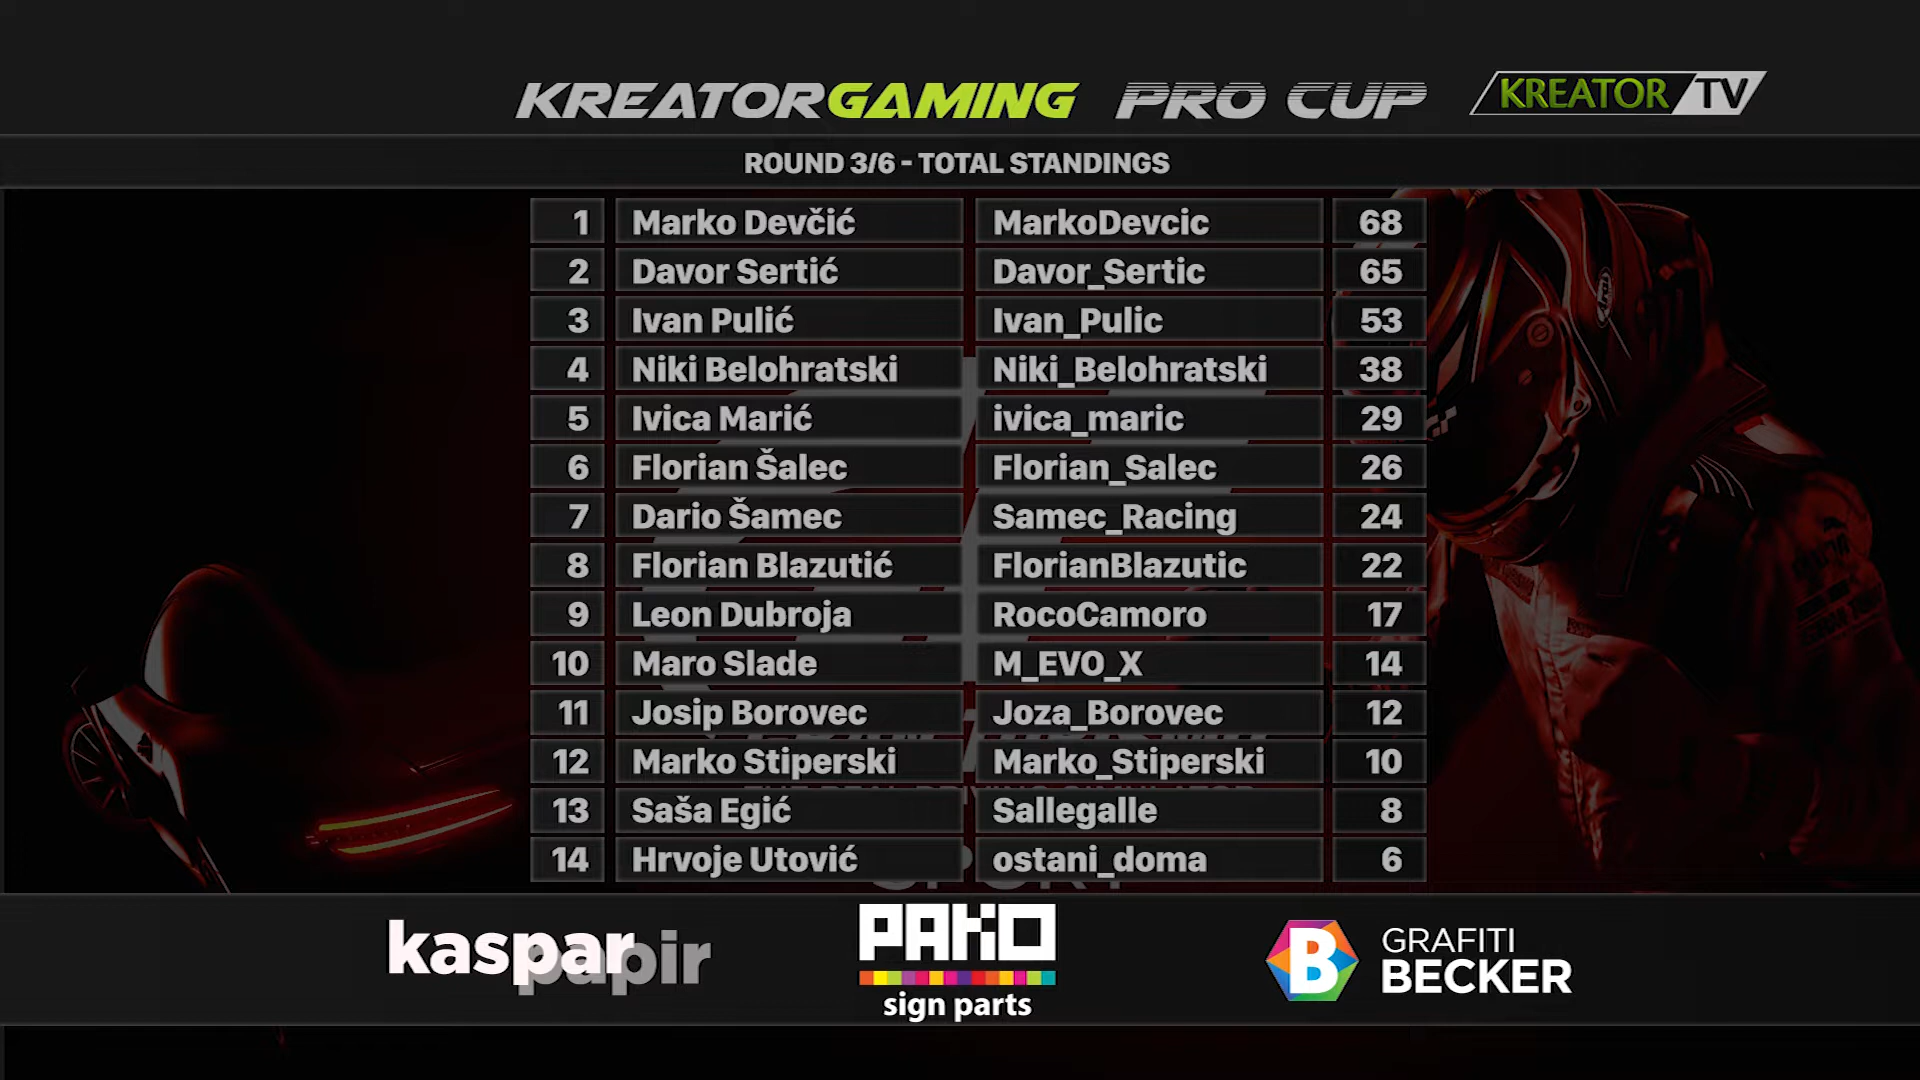 KREATORGAMING PRO CUP KREATOR TV
ROUND 3/6 - TOTAL STANDINGS
1 Marko Devčić MarkoDevcic 68
2 Davor Sertić Davor_Sertic 65
3 Ivan Pulić Ivan_Pulic 53
4 Niki Belohratski Niki_Belohratski 38
5 Ivica Marić ivica_maric 29
6 Florian Šalec Florian_Salec 26
7 Dario Šamec Samec_Racing 24
8 Florian Blazutić FlorianBlazutic 22
9 Leon Dubroja RocoCamoro 17
10 Maro Slade M_EVO_X 14
11 Josip Borovec Joza_Borovec 12
12 Marko Stiperski Marko_Stiperski 10
13 Saša Egić Sallegalle 8
14 Hrvoje Utović ostani_doma 6
kaspar papir
PAKO
sign parts
B GRAFITI
BECKER